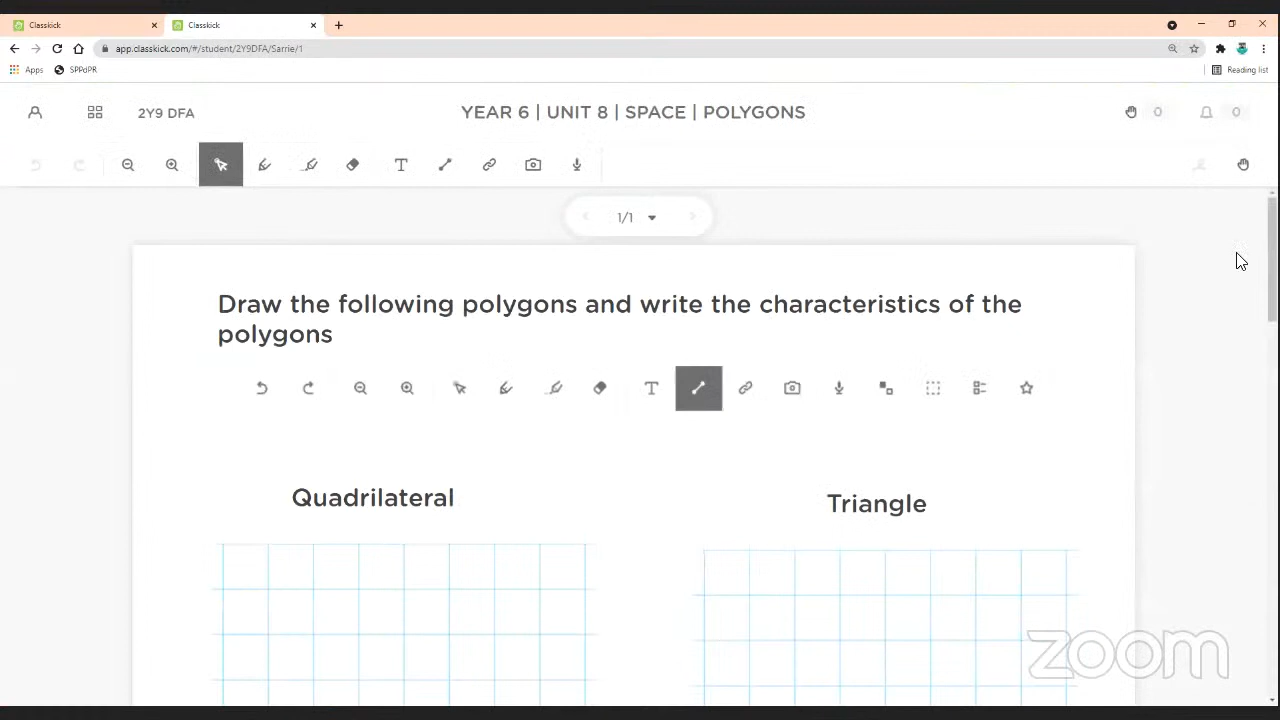 Classkick
Classkick
app.classkick.com/#/student/2Y9DFA/Sarrie/1
Apps
SPPdPR
Reading list
2Y9 DFA
YEAR 6 | UNIT 8 | SPACE | POLYGONS
0
0
T
1/1
Draw the following polygons and write the characteristics of the
polygons
T
Quadrilateral
Triangle
zoom